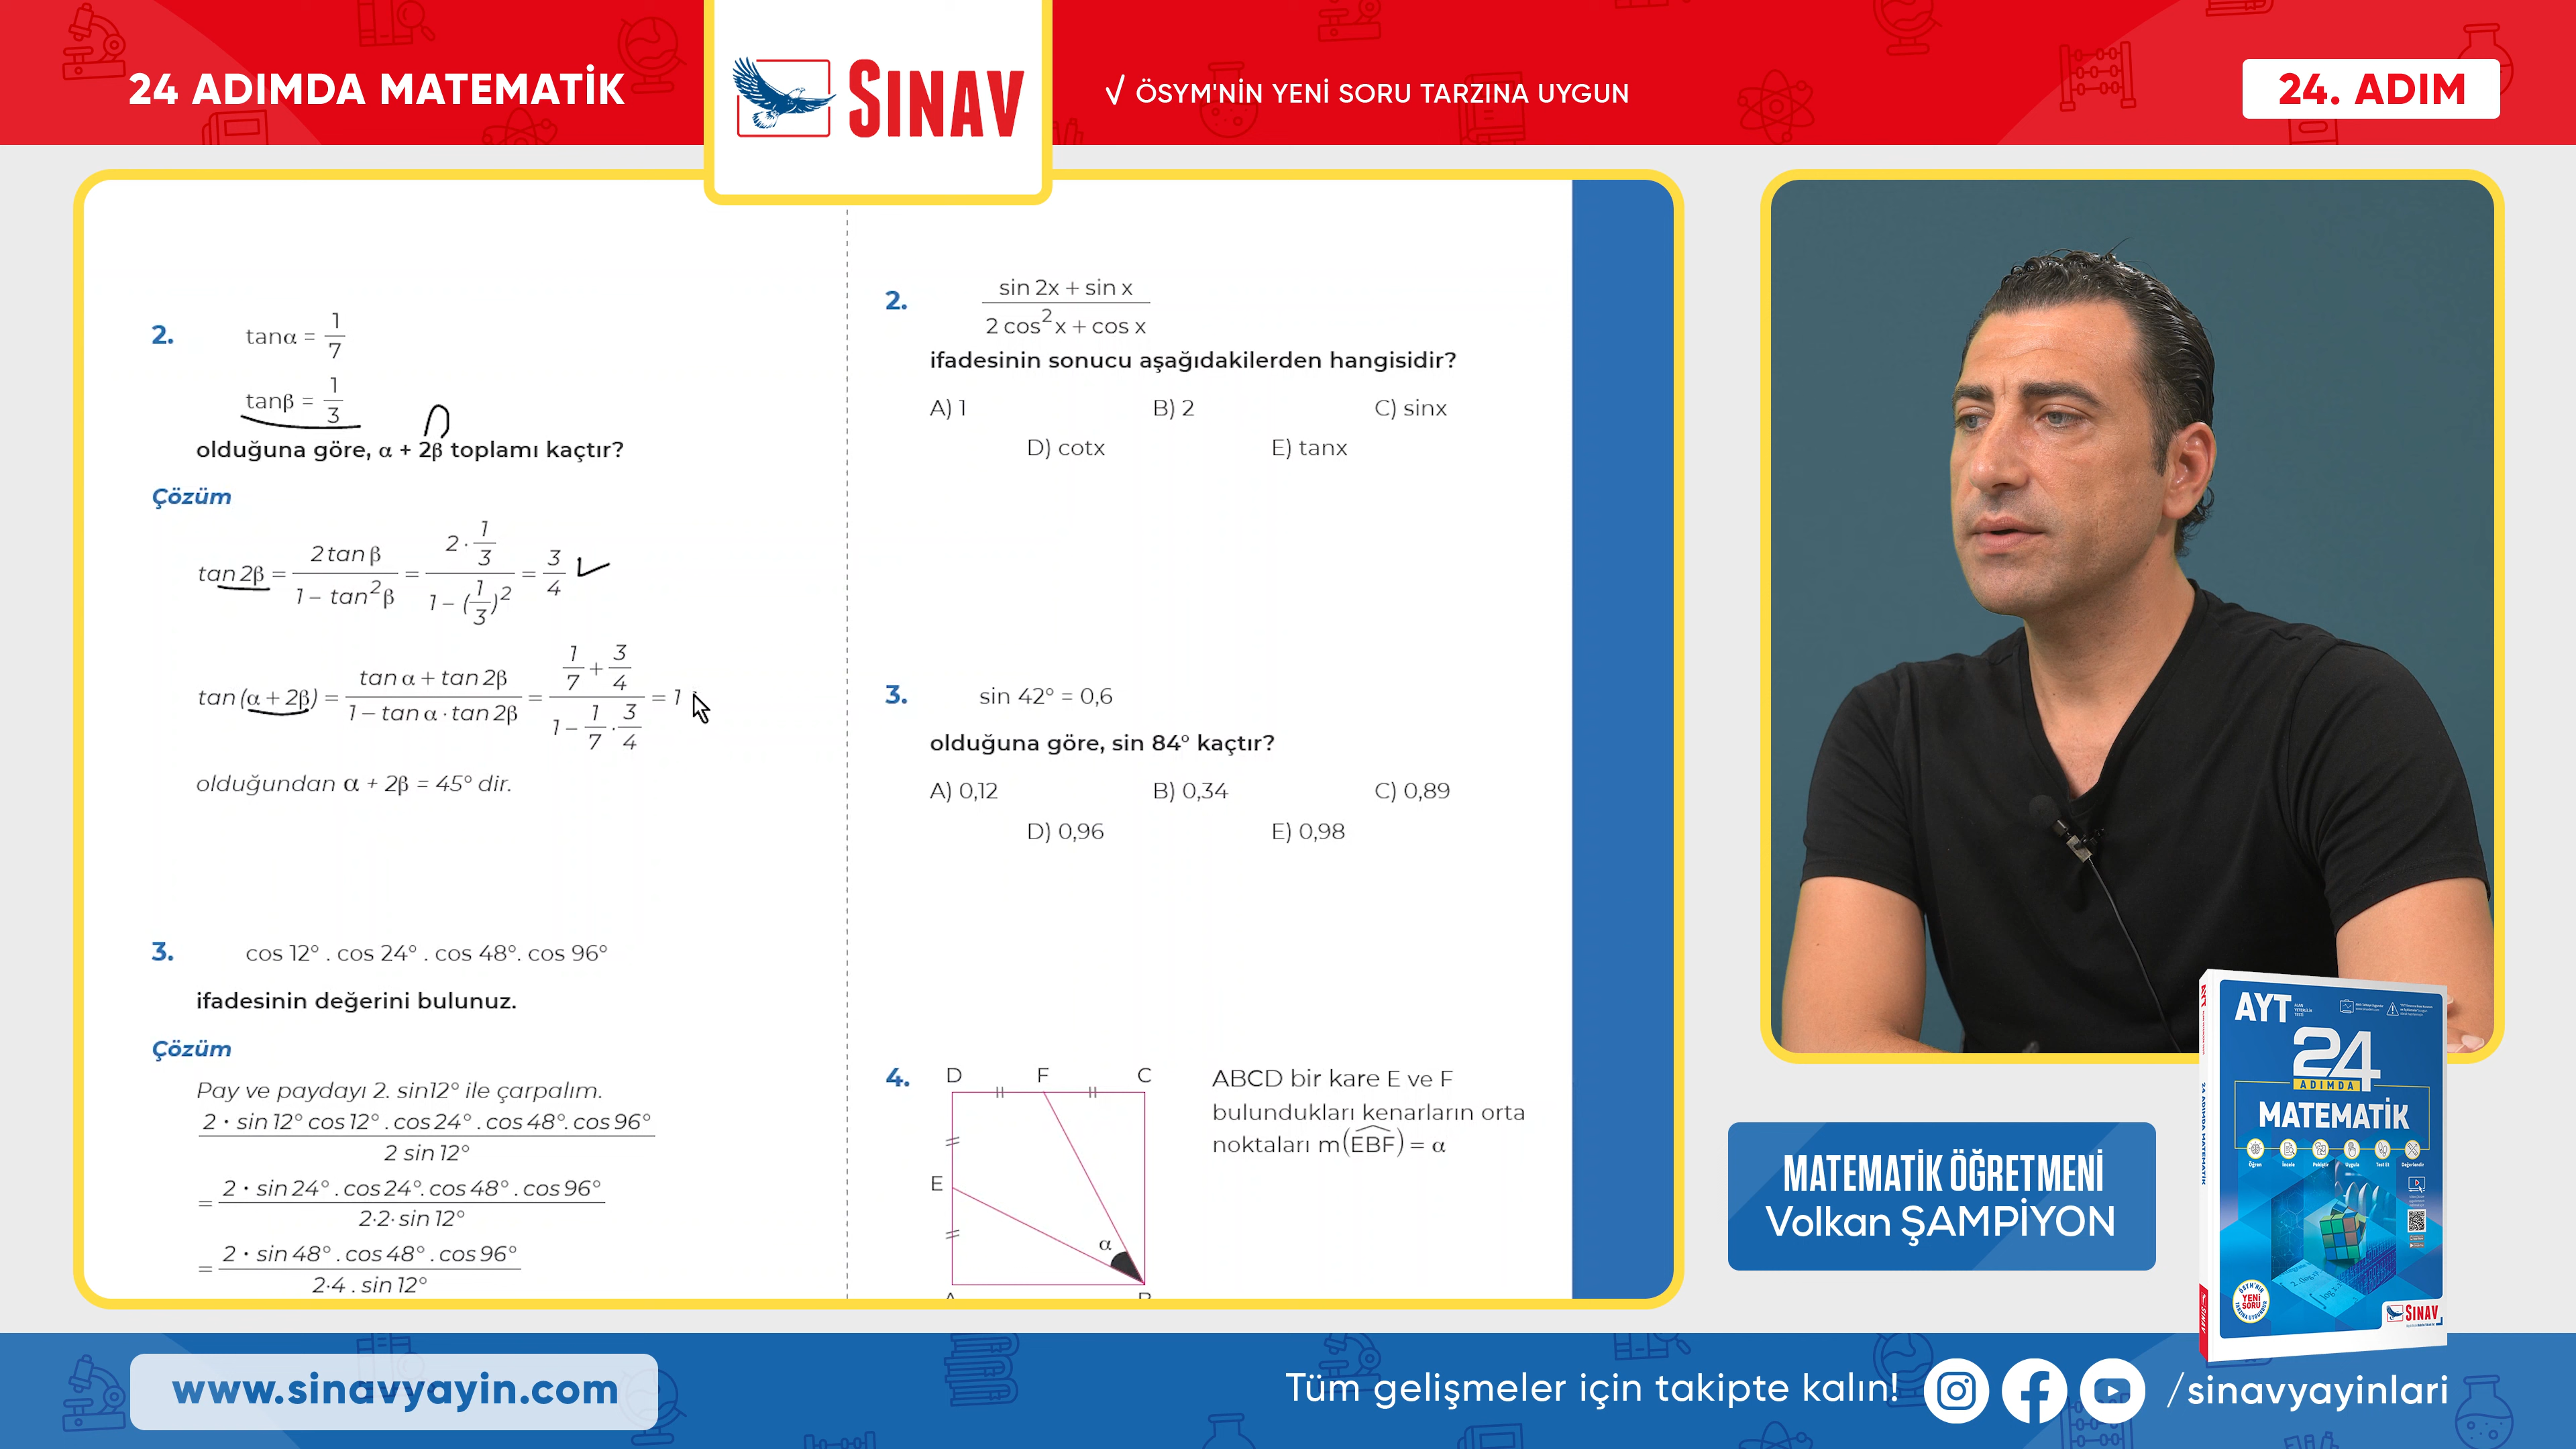 24 ADIMDA MATEMATİK
SINAV
√ ÖSYM'NİN YENİ SORU TARZINA UYGUN
24. ADIM
2.
tanα = 1/7
tanβ = 1/3
olduğuna göre, α + 2β toplamı kaçtır?
Çözüm
tan 2β = 2 tan β / 1 – tan²β = 2 · 1/3 / 1 – (1/3)² = 3/4
tan (α + 2β) = tan α + tan 2β / 1 – tan α · tan 2β = 1/7 + 3/4 / 1 – 1/7 · 3/4 = 1
olduğundan α + 2β = 45° dir.
3. cos 12° . cos 24° . cos 48°. cos 96°
ifadesinin değerini bulunuz.
Çözüm
Pay ve paydayı 2. sin12° ile çarpalım.
2 · sin 12° cos 12° . cos 24° . cos 48°. cos 96°
2 sin 12°
= 2 · sin 24° . cos 24°. cos 48° . cos 96°
2·2· sin 12°
= 2 · sin 48° . cos 48° . cos 96°
2·4 . sin 12°
2.
sin 2x + sin x
2 cos²x + cos x
ifadesinin sonucu aşağıdakilerden hangisidir?
A) 1 B) 2 C) sinx
D) cotx E) tanx
3. sin 42° = 0,6
olduğuna göre, sin 84° kaçtır?
A) 0,12 B) 0,34 C) 0,89
D) 0,96 E) 0,98
4.
D F C
E
α
ABCD bir kare E ve F
bulundukları kenarların orta
noktaları m(EBF) = α
MATEMATİK ÖĞRETMENİ
Volkan ŞAMPİYON
AYT
24
ADIMDA
MATEMATİK
YENİ
SORU
SINAV
www.sinavyayin.com
Tüm gelişmeler için takipte kalın!
/sinavyayinlari